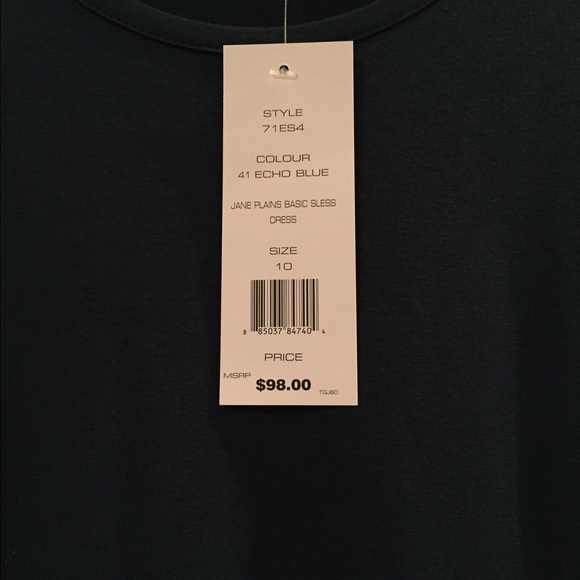 STYLE
71ES4
COLOUR
41 ECHO BLUE
JANE PLAINS BASIC SLESS
DRESS
SIZE
10
8 85037 84740 4
PRICE
MSRP $98.00
TGJBD